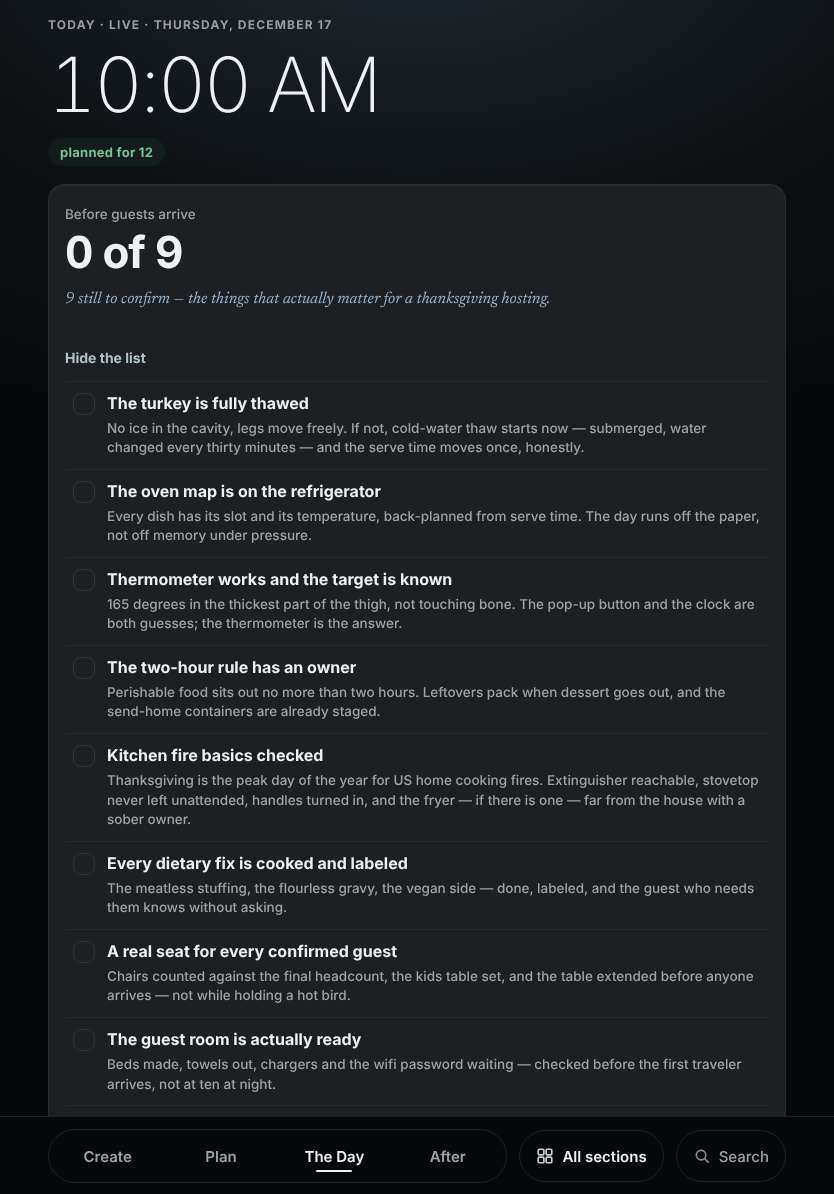 TODAY · LIVE · THURSDAY, DECEMBER 17
10:00 AM
planned for 12
Before guests arrive
0 of 9
9 still to confirm — the things that actually matter for a thanksgiving hosting.
Hide the list
The turkey is fully thawed
No ice in the cavity, legs move freely. If not, cold-water thaw starts now — submerged, water
changed every thirty minutes — and the serve time moves once, honestly.
The oven map is on the refrigerator
Every dish has its slot and its temperature, back-planned from serve time. The day runs off the paper,
not off memory under pressure.
Thermometer works and the target is known
165 degrees in the thickest part of the thigh, not touching bone. The pop-up button and the clock are
both guesses; the thermometer is the answer.
The two-hour rule has an owner
Perishable food sits out no more than two hours. Leftovers pack when dessert goes out, and the
send-home containers are already staged.
Kitchen fire basics checked
Thanksgiving is the peak day of the year for US home cooking fires. Extinguisher reachable, stovetop
never left unattended, handles turned in, and the fryer — if there is one — far from the house with a
sober owner.
Every dietary fix is cooked and labeled
The meatless stuffing, the flourless gravy, the vegan side — done, labeled, and the guest who needs
them knows without asking.
A real seat for every confirmed guest
Chairs counted against the final headcount, the kids table set, and the table extended before anyone
arrives — not while holding a hot bird.
The guest room is actually ready
Beds made, towels out, chargers and the wifi password waiting — checked before the first traveler
arrives, not at ten at night.
Create Plan The Day After All sections Search